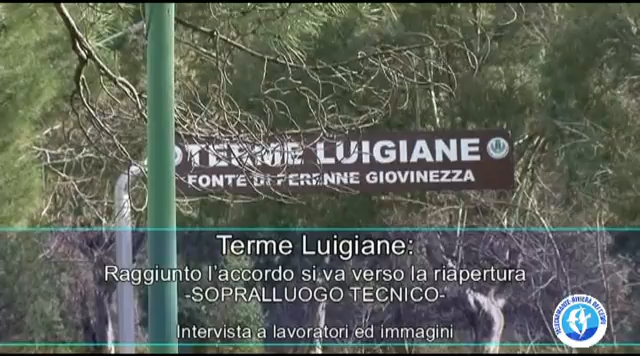 TERME LUIGIANE
FONTE DI PERENNE GIOVINEZZA
Terme Luigiane:
Raggiunto l'accordo si va verso la riapertura
-SOPRALLUOGO TECNICO-
Intervista a lavoratori ed immagini